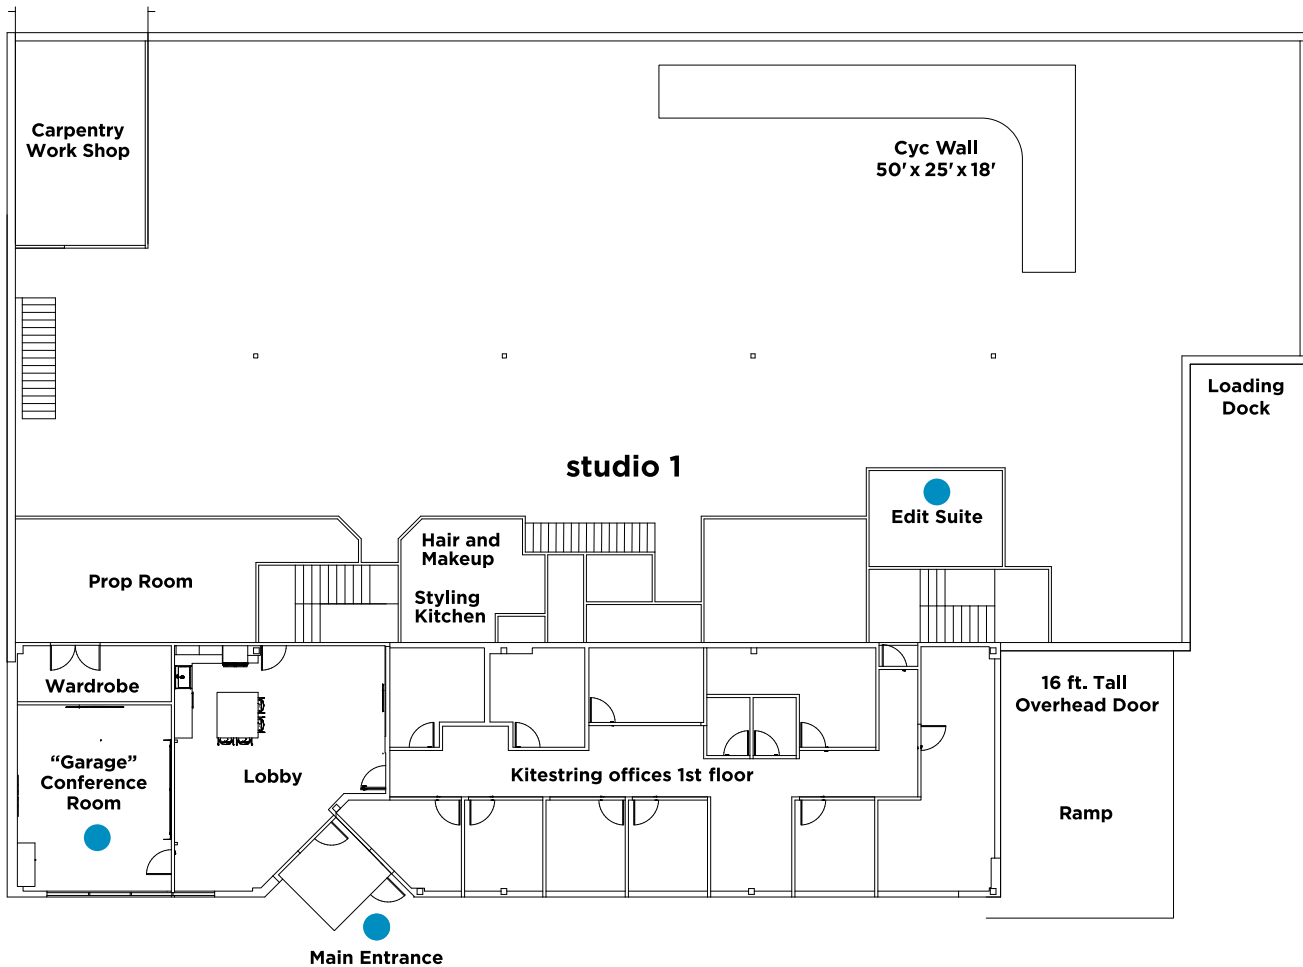 Carpentry
Work Shop
Cyc Wall
50' x 25' x 18'
Loading
Dock
studio 1
Edit Suite
Hair and
Makeup
Prop Room
Styling
Kitchen
Wardrobe
16 ft. Tall
Overhead Door
“Garage”
Conference
Room
Lobby
Kitestring offices 1st floor
Ramp
Main Entrance